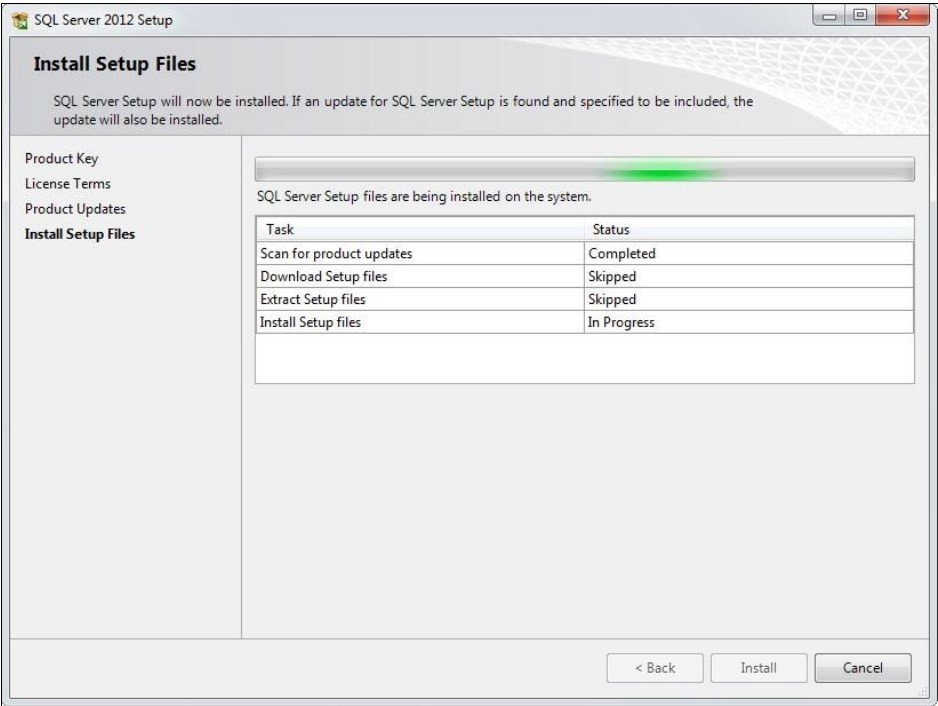 SQL Server 2012 Setup
Install Setup Files
SQL Server Setup will now be installed. If an update for SQL Server Setup is found and specified to be included, the
update will also be installed.
Product Key
License Terms
Product Updates
Install Setup Files
SQL Server Setup files are being installed on the system.
Task Status
Scan for product updates Completed
Download Setup files Skipped
Extract Setup files Skipped
Install Setup files In Progress
< Back Install Cancel